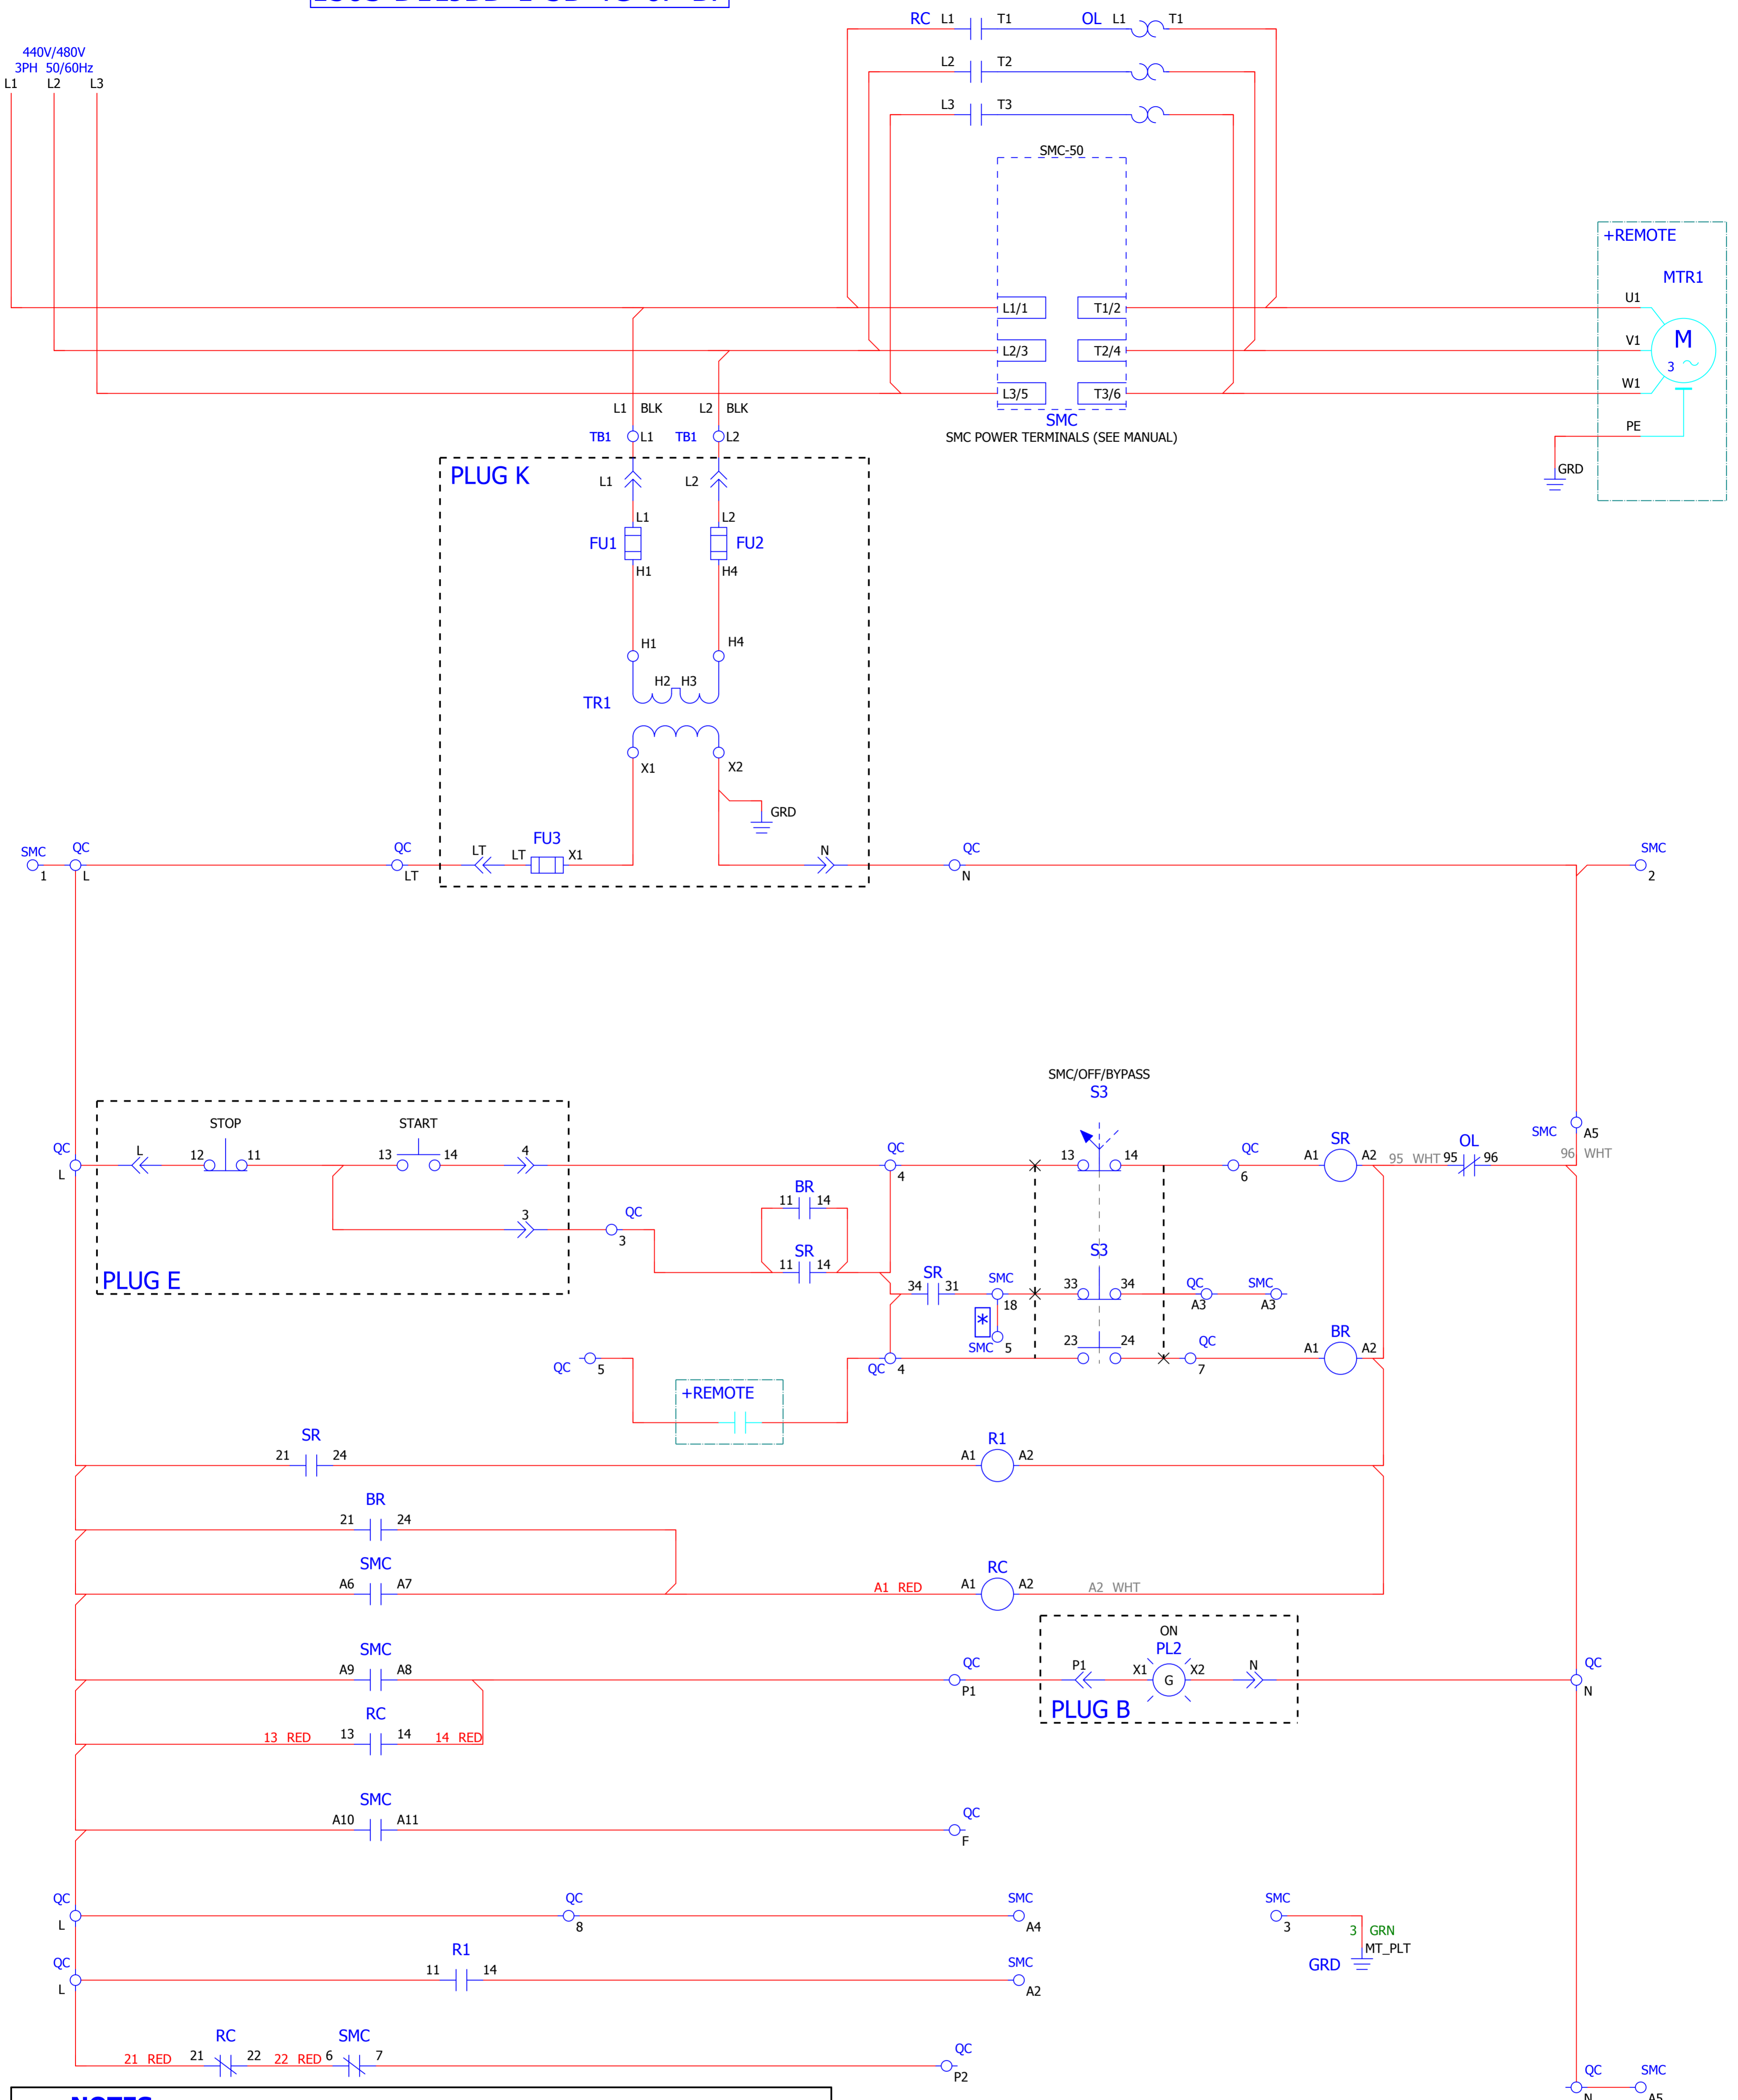 RC L1 T1 OL L1 T1
440V/480V
3PH 50/60Hz
L1 L2 L3
L2 T2
L3 T3
SMC-50
+REMOTE
MTR1
L1/1 T1/2 U1
L2/3 T2/4 V1 M
3
L3/5 T3/6 W1
L1 BLK L2 BLK
SMC
PE
TB1 L1 TB1 L2
SMC POWER TERMINALS (SEE MANUAL)
PLUG K
L1 L2
GRD
L1 L2
FU1 FU2
H1 H4
H1 H4
H2 H3
TR1
X1 X2
GRD
FU3
SMC QC QC LT LT X1 N QC SMC
1 L LT N 2
SMC/OFF/BYPASS
S3
STOP START
SMC A5
QC L 12 11 13 14 4 QC 13 14 QC SR OL
A1 A2 95 WHT 95 96 96 WHT
L 4 6
BR
11 14
3 QC
3
SR
11 14
S3
PLUG E
SR
34 31 SMC 33 34 QC SMC
18 A3 A3
*
SMC 5
23 24 QC BR
A1 A2
QC 5 QC 4 7
+REMOTE
SR
21 24
R1
A1 A2
BR
21 24
SMC
A6 A7
RC
A1 RED A1 A2 A2 WHT
ON
SMC
A9 A8
PL2
QC P1 X1 G X2 N QC
P1 N
PLUG B
RC
13 RED 13 14 14 RED
SMC
A10 A11
QC
F
QC QC SMC SMC
L 8 A4 3
3 GRN
MT_PLT
GRD
R1
QC 11 14 SMC
L A2
RC SMC
21 RED 21 22 22 RED 6 7
QC
P2
QC SMC